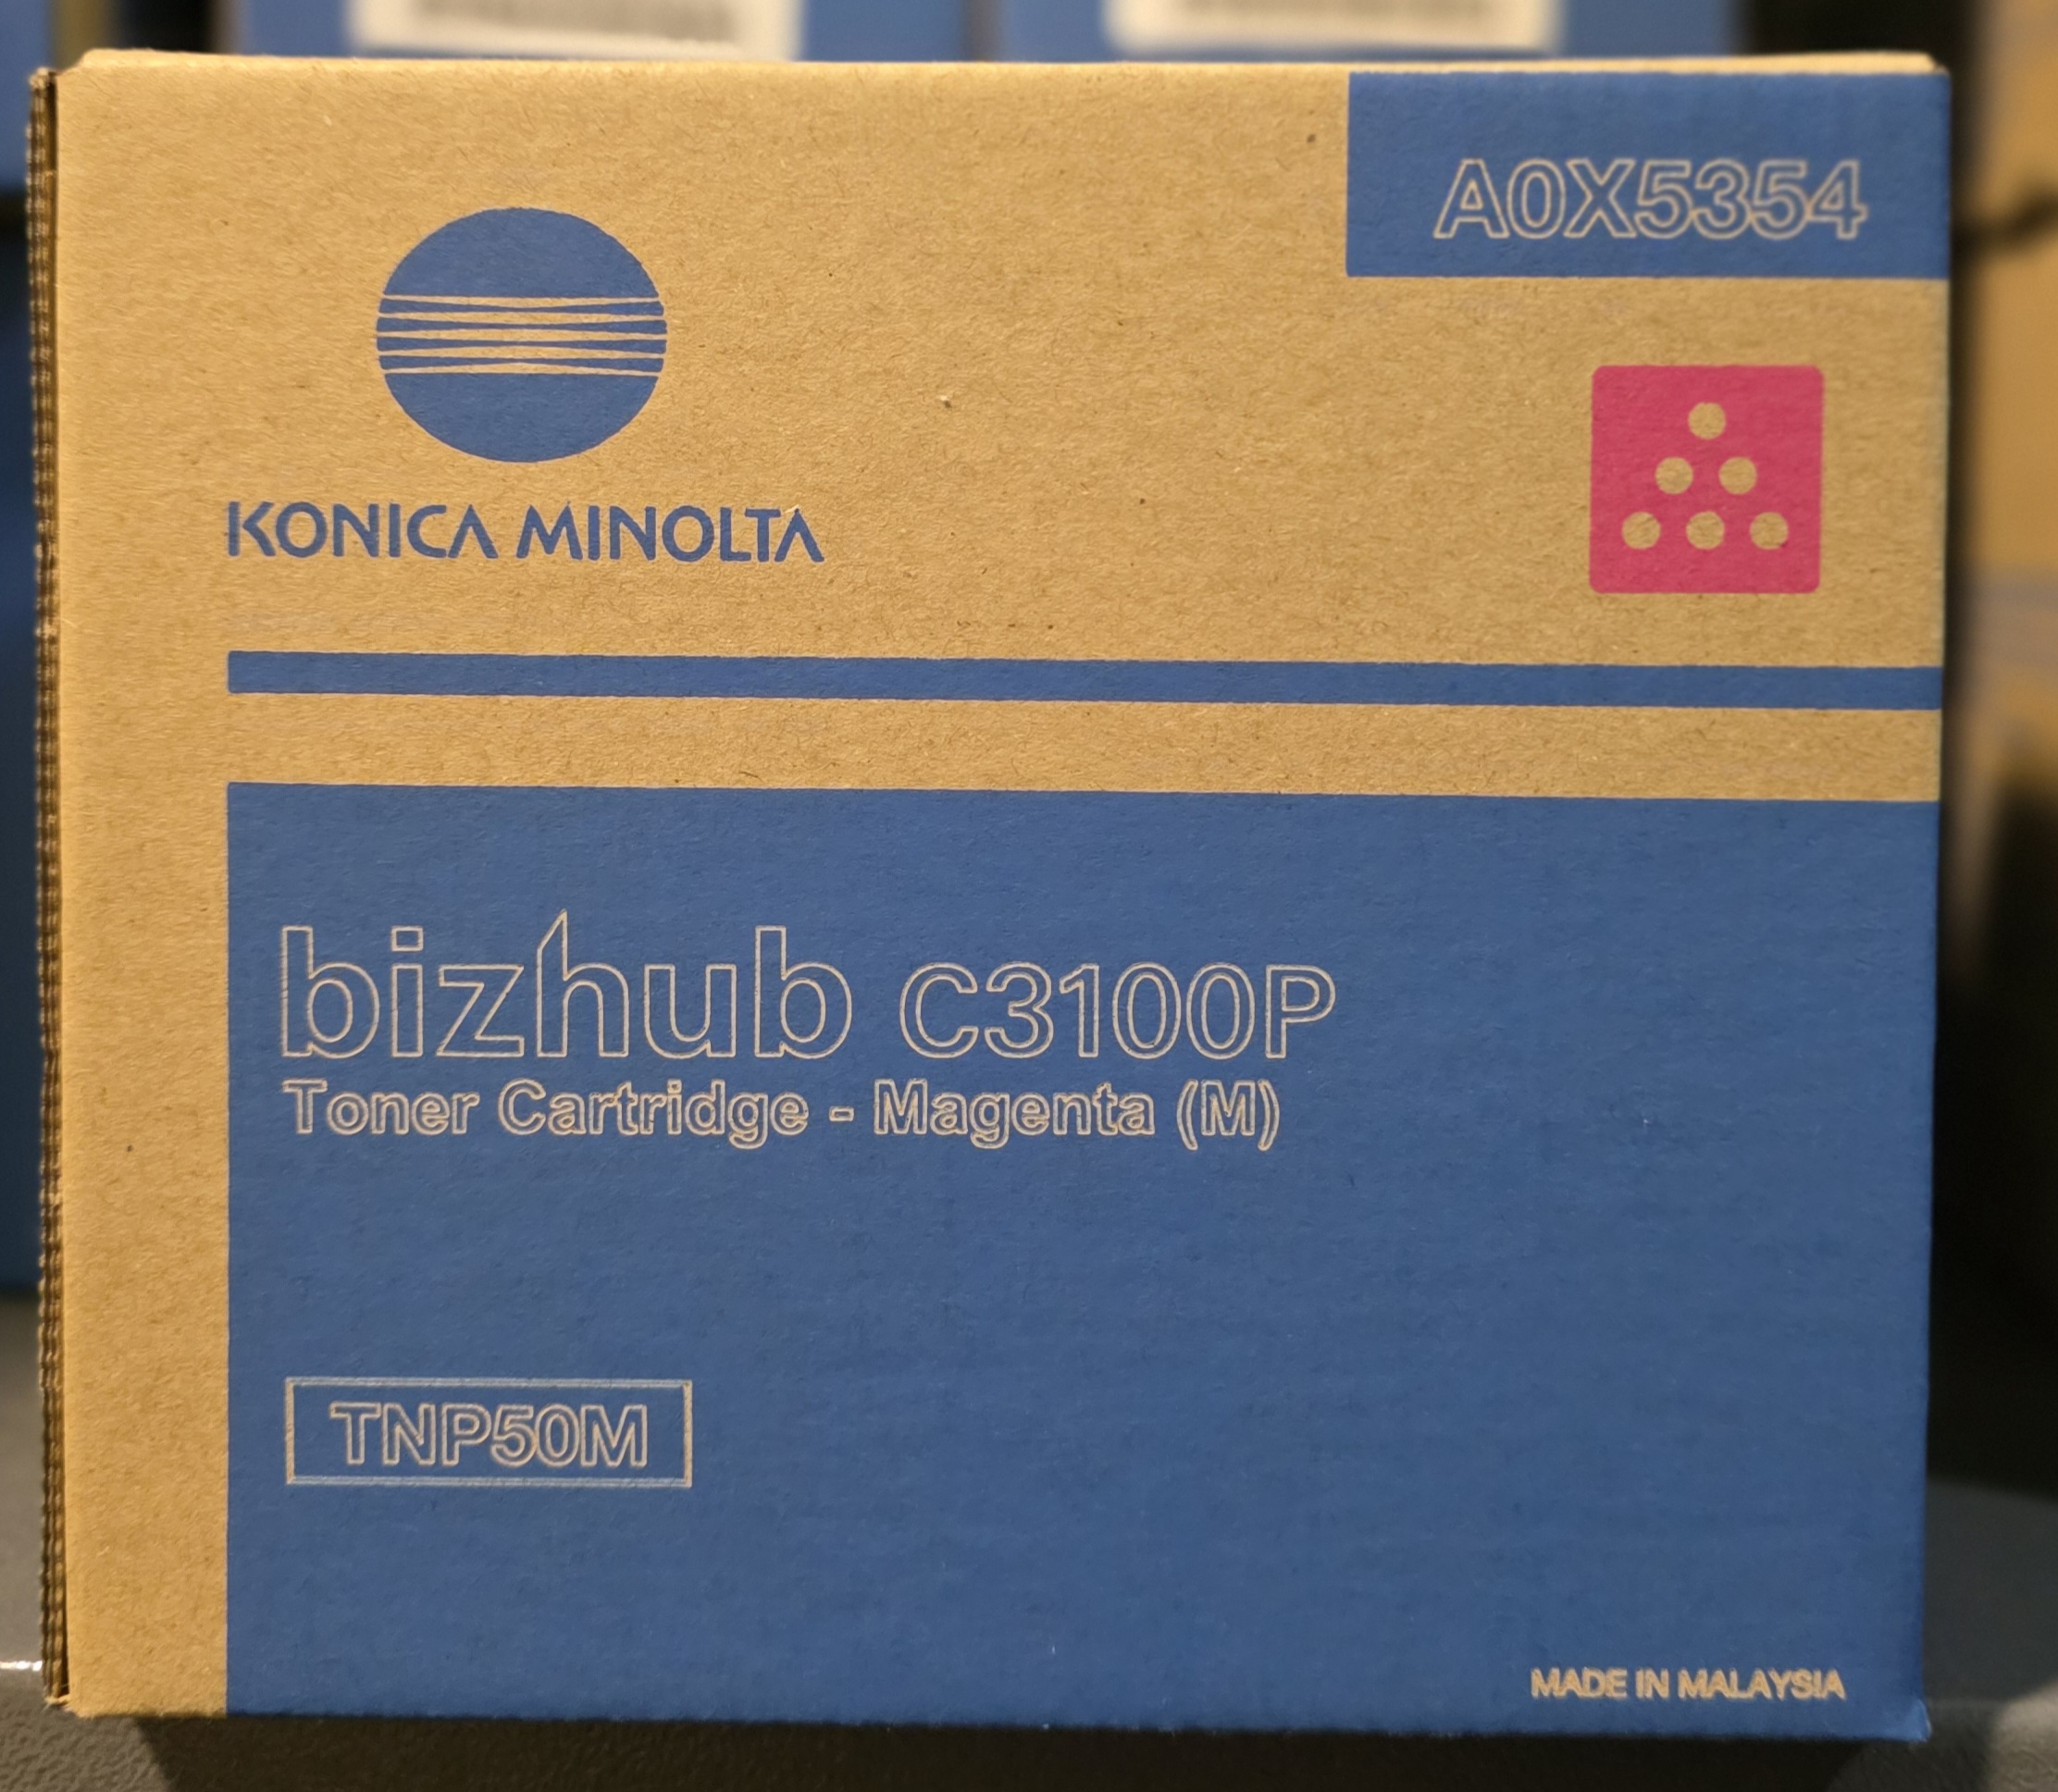 A0X5354
KONICA MINOLTA
bizhub C3100P
Toner Cartridge - Magenta (M)
TNP50M
MADE IN MALAYSIA